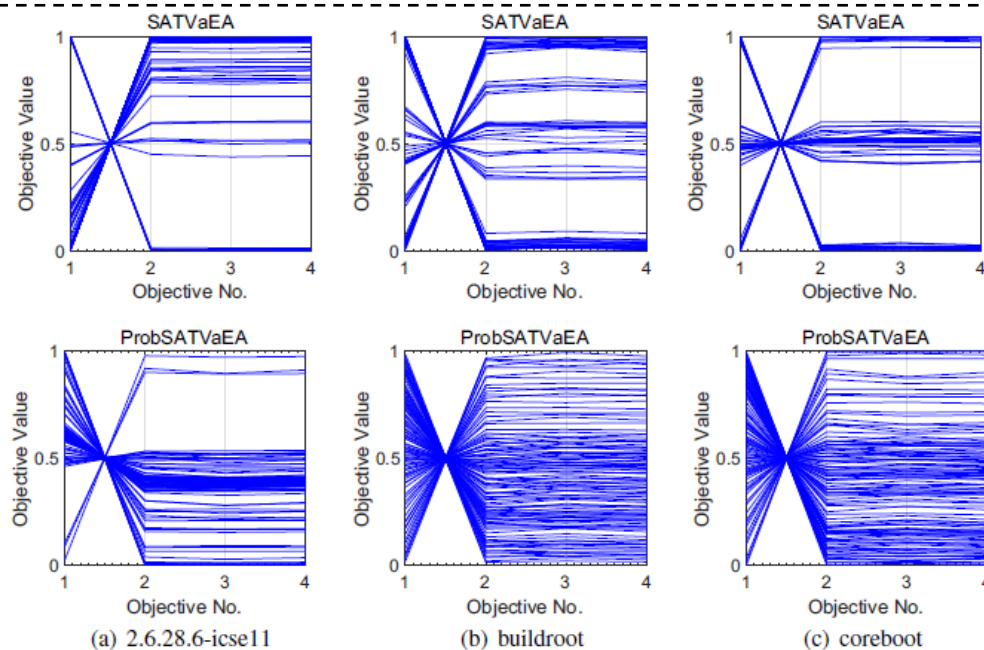 SATVaEA SATVaEA SATVaEA
1 1 1
Objective Value Objective Value Objective Value
0.5 0.5 0.5
0 0 0
1 2 3 4 1 2 3 4 1 2 3 4
Objective No. Objective No. Objective No.
ProbSATVaEA ProbSATVaEA ProbSATVaEA
1 1 1
Objective Value Objective Value Objective Value
0.5 0.5 0.5
0 0 0
1 2 3 4 1 2 3 4 1 2 3 4
Objective No. Objective No. Objective No.
(a) 2.6.28.6-icse11 (b) buildroot (c) coreboot